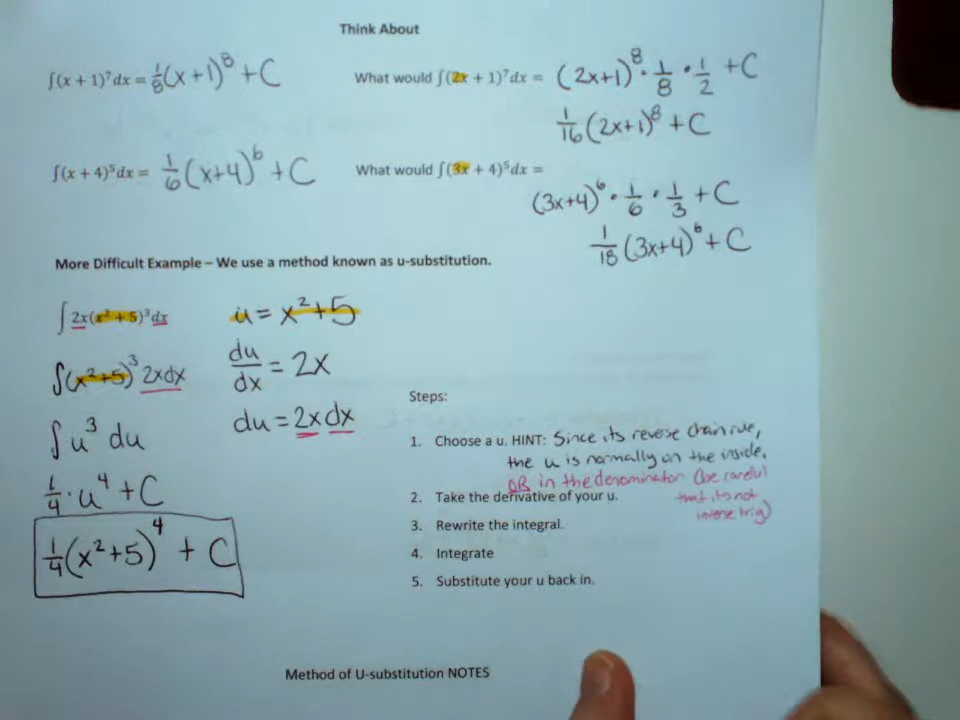 Think About
∫(x + 1)⁷dx = 1/8(x+1)⁸ + C
What would ∫(2x + 1)⁷dx = (2x+1)⁸ · 1/8 · 1/2 + C
1/16(2x+1)⁸ + C
∫(x + 4)⁵dx = 1/6(x+4)⁶ + C
What would ∫(3x + 4)⁵dx =
(3x+4)⁶ · 1/6 · 1/3 + C
1/18(3x+4)⁶ + C
More Difficult Example – We use a method known as u-substitution.
∫2x(x² + 5)³dx
u = x²+5
∫(x²+5)³ 2xdx
du/dx = 2x
∫u³ du
du = 2x dx
1/4 · u⁴ + C
1/4(x²+5)⁴ + C
Steps:
1. Choose a u. HINT: Since its reverse chain rule,
the u is normally on the inside.
OR in the denominator (be careful
that its not
inverse trig)
2. Take the derivative of your u.
3. Rewrite the integral.
4. Integrate
5. Substitute your u back in.
Method of U-substitution NOTES